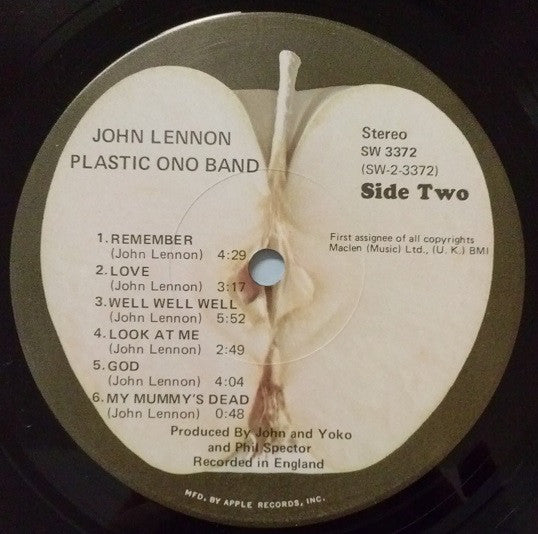 JOHN LENNON
PLASTIC ONO BAND
Stereo
SW 3372
(SW-2-3372)
Side Two
First assignee of all copyrights
Maclen (Music) Ltd., (U. K.) BMI
1. REMEMBER
(John Lennon) 4:29
2. LOVE
(John Lennon) 3:17
3. WELL WELL WELL
(John Lennon) 5:52
4. LOOK AT ME
(John Lennon) 2:49
5. GOD
(John Lennon) 4:04
6. MY MUMMY'S DEAD
(John Lennon) 0:48
Produced By John and Yoko
and Phil Spector
Recorded in England
MFD. BY APPLE RECORDS, INC.